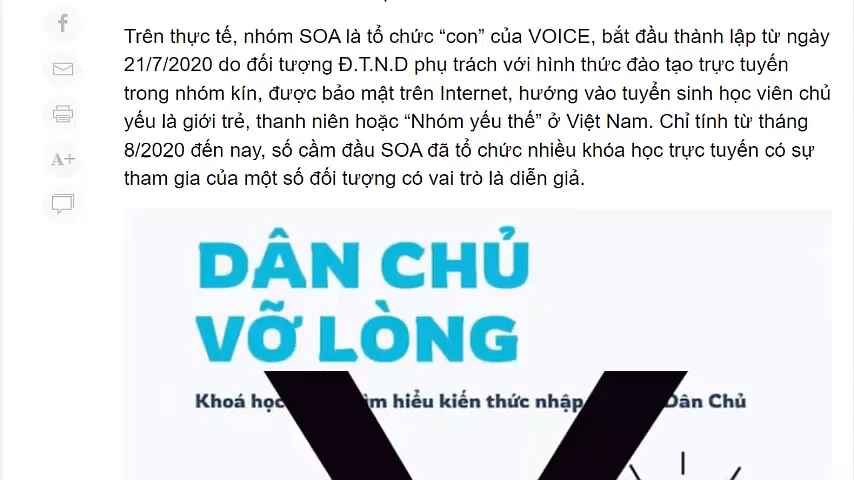 Trên thực tế, nhóm SOA là tổ chức “con” của VOICE, bắt đầu thành lập từ ngày
21/7/2020 do đối tượng Đ.T.N.D phụ trách với hình thức đào tạo trực tuyến
trong nhóm kín, được bảo mật trên Internet, hướng vào tuyển sinh học viên chủ
yếu là giới trẻ, thanh niên hoặc “Nhóm yếu thế” ở Việt Nam. Chỉ tính từ tháng
8/2020 đến nay, số cầm đầu SOA đã tổ chức nhiều khóa học trực tuyến có sự
A+
tham gia của một số đối tượng có vai trò là diễn giả.
DÂN CHỦ
VỠ LÒNG
Khoá học hiểu kiến thức nhập Dân Chủ